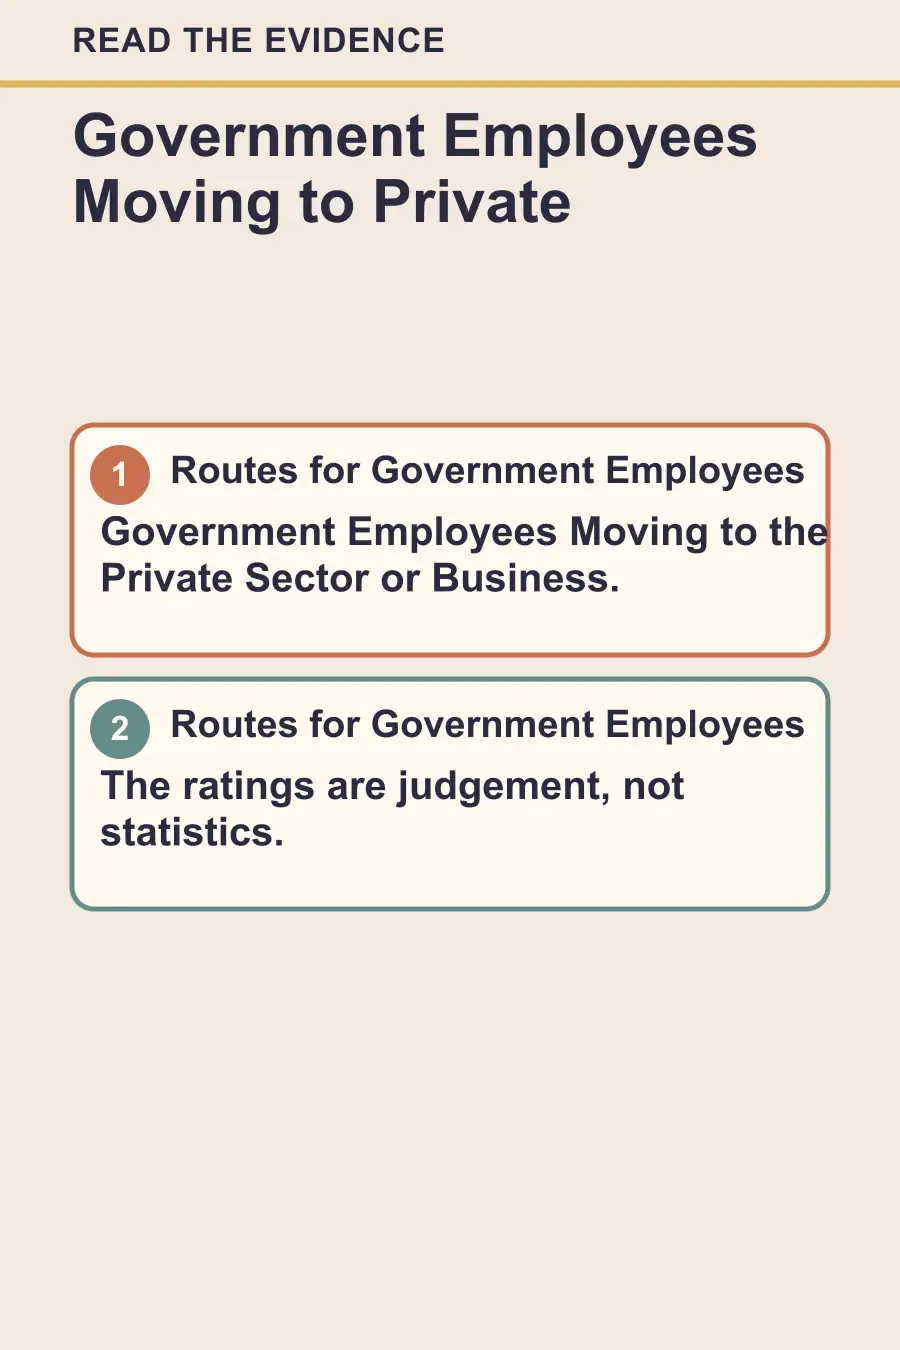 READ THE EVIDENCE
Government Employees
Moving to Private
1
Routes for Government Employees
Government Employees Moving to the
Private Sector or Business.
2
Routes for Government Employees
The ratings are judgement, not
statistics.